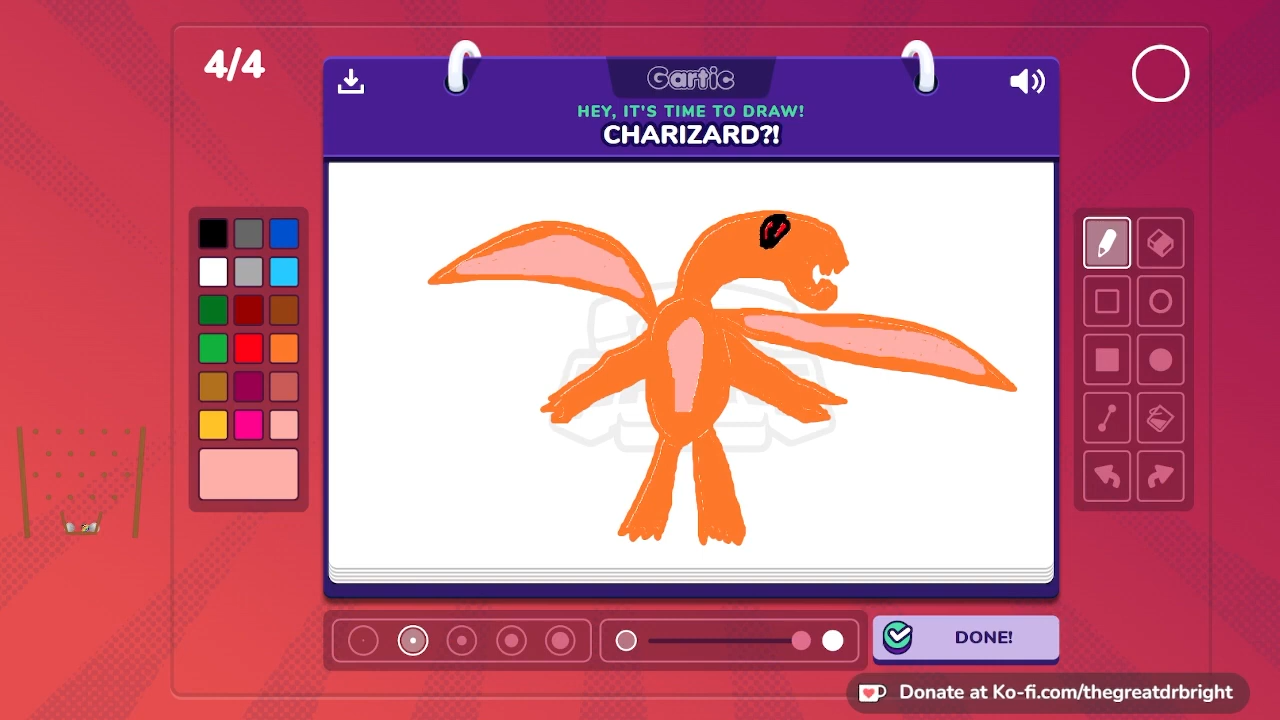 4/4
Gartic
HEY, IT'S TIME TO DRAW!
CHARIZARD?!
DONE!
Donate at Ko-fi.com/thegreatdrbright